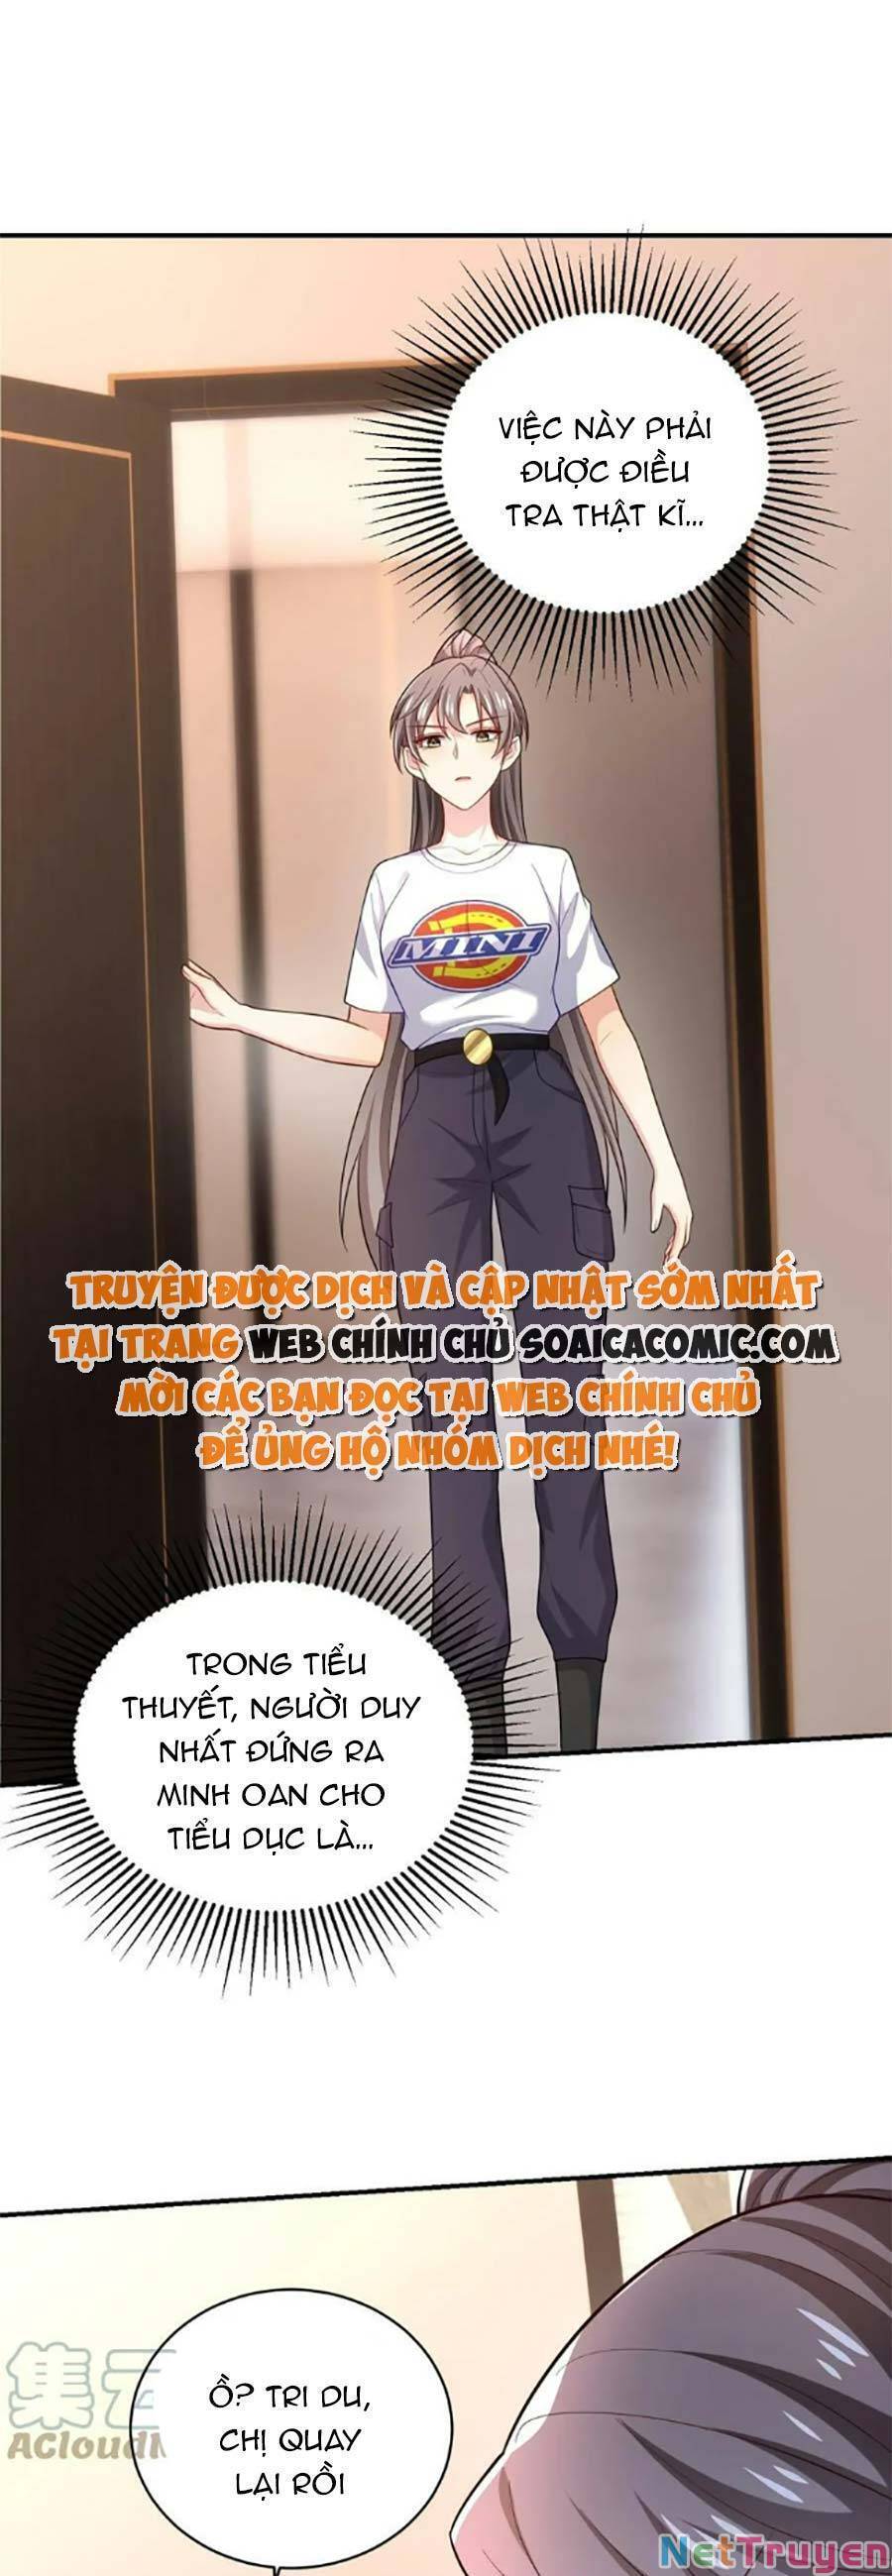 VIỆC NÀY PHẢI
ĐƯỢC ĐIỀU
TRA THẬT KĨ...
MINI
TRUYỆN ĐƯỢC DỊCH VÀ CẬP NHẬT SỚM NHẤT
TẠI TRANG WEB CHÍNH CHỦ SOAICACOMIC.COM
MỜI CÁC BẠN ĐỌC TẠI WEB CHÍNH CHỦ
ĐỂ ỦNG HỘ NHÓM DỊCH NHÉ!
TRONG TIỂU
THUYẾT, NGƯỜI DUY
NHẤT ĐỨNG RA
MINH OAN CHO
TIỂU DỤC LÀ...
Ồ? TRI DU,
CHỊ QUAY
LẠI RỒI
集云
ACloudM
NetTruyen